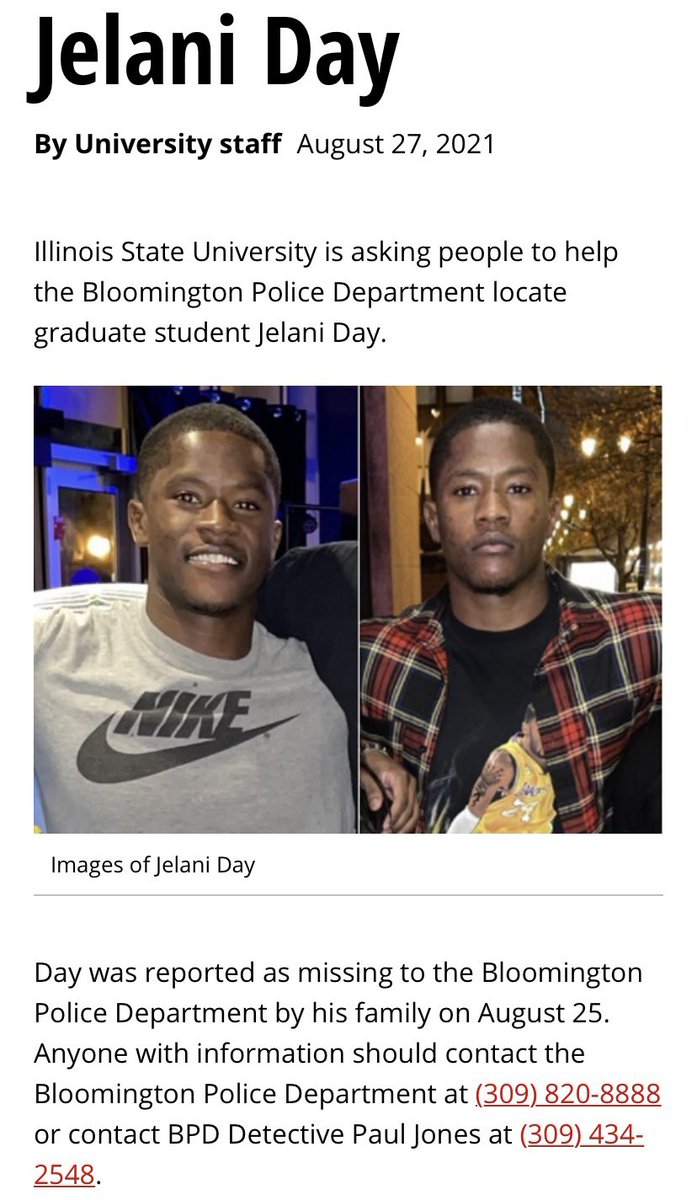 Jelani Day
By University staff August 27, 2021
Illinois State University is asking people to help
the Bloomington Police Department locate
graduate student Jelani Day.
NIKE
24
Images of Jelani Day
Day was reported as missing to the Bloomington
Police Department by his family on August 25.
Anyone with information should contact the
Bloomington Police Department at (309) 820-8888
or contact BPD Detective Paul Jones at (309) 434-
2548.